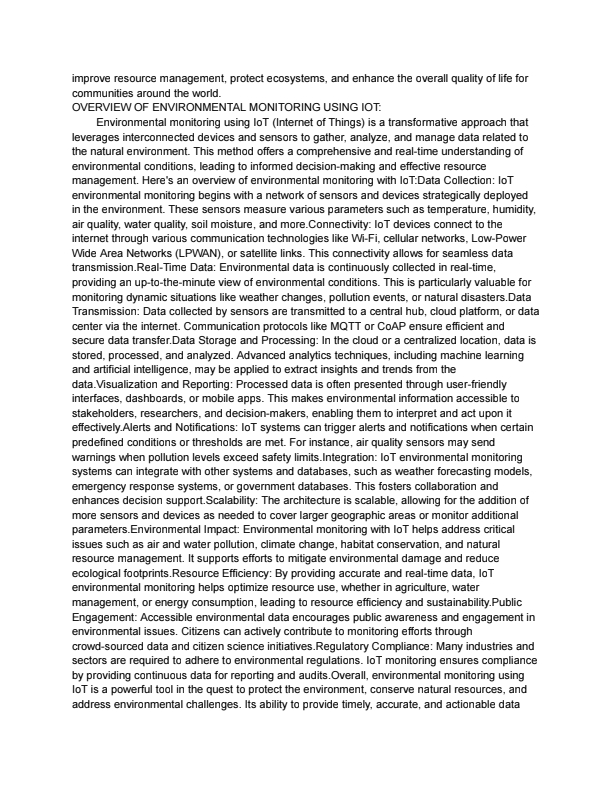 improve resource management, protect ecosystems, and enhance the overall quality of life for
communities around the world.
OVERVIEW OF ENVIRONMENTAL MONITORING USING IOT:
Environmental monitoring using IoT (Internet of Things) is a transformative approach that
leverages interconnected devices and sensors to gather, analyze, and manage data related to
the natural environment. This method offers a comprehensive and real-time understanding of
environmental conditions, leading to informed decision-making and effective resource
management. Here's an overview of environmental monitoring with IoT:Data Collection: IoT
environmental monitoring begins with a network of sensors and devices strategically deployed
in the environment. These sensors measure various parameters such as temperature, humidity,
air quality, water quality, soil moisture, and more.Connectivity: IoT devices connect to the
internet through various communication technologies like Wi-Fi, cellular networks, Low-Power
Wide Area Networks (LPWAN), or satellite links. This connectivity allows for seamless data
transmission.Real-Time Data: Environmental data is continuously collected in real-time,
providing an up-to-the-minute view of environmental conditions. This is particularly valuable for
monitoring dynamic situations like weather changes, pollution events, or natural disasters.Data
Transmission: Data collected by sensors are transmitted to a central hub, cloud platform, or data
center via the internet. Communication protocols like MQTT or CoAP ensure efficient and
secure data transfer.Data Storage and Processing: In the cloud or a centralized location, data is
stored, processed, and analyzed. Advanced analytics techniques, including machine learning
and artificial intelligence, may be applied to extract insights and trends from the
data.Visualization and Reporting: Processed data is often presented through user-friendly
interfaces, dashboards, or mobile apps. This makes environmental information accessible to
stakeholders, researchers, and decision-makers, enabling them to interpret and act upon it
effectively.Alerts and Notifications: IoT systems can trigger alerts and notifications when certain
predefined conditions or thresholds are met. For instance, air quality sensors may send
warnings when pollution levels exceed safety limits.Integration: IoT environmental monitoring
systems can integrate with other systems and databases, such as weather forecasting models,
emergency response systems, or government databases. This fosters collaboration and
enhances decision support.Scalability: The architecture is scalable, allowing for the addition of
more sensors and devices as needed to cover larger geographic areas or monitor additional
parameters.Environmental Impact: Environmental monitoring with IoT helps address critical
issues such as air and water pollution, climate change, habitat conservation, and natural
resource management. It supports efforts to mitigate environmental damage and reduce
ecological footprints.Resource Efficiency: By providing accurate and real-time data, IoT
environmental monitoring helps optimize resource use, whether in agriculture, water
management, or energy consumption, leading to resource efficiency and sustainability.Public
Engagement: Accessible environmental data encourages public awareness and engagement in
environmental issues. Citizens can actively contribute to monitoring efforts through
crowd-sourced data and citizen science initiatives.Regulatory Compliance: Many industries and
sectors are required to adhere to environmental regulations. IoT monitoring ensures compliance
by providing continuous data for reporting and audits.Overall, environmental monitoring using
IoT is a powerful tool in the quest to protect the environment, conserve natural resources, and
address environmental challenges. Its ability to provide timely, accurate, and actionable data